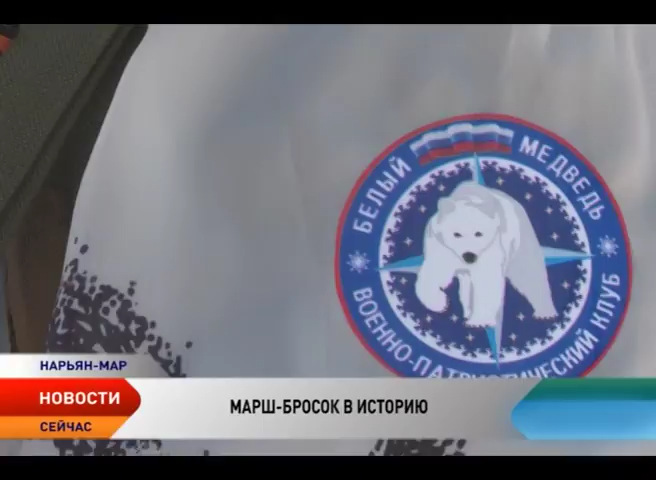 БЕЛЫЙ МЕДВЕДЬ
ВОЕННО-ПАТРИОТИЧЕСКИЙ КЛУБ
НАРЬЯН-МАР
НОВОСТИ
МАРШ-БРОСОК В ИСТОРИЮ
СЕЙЧАС